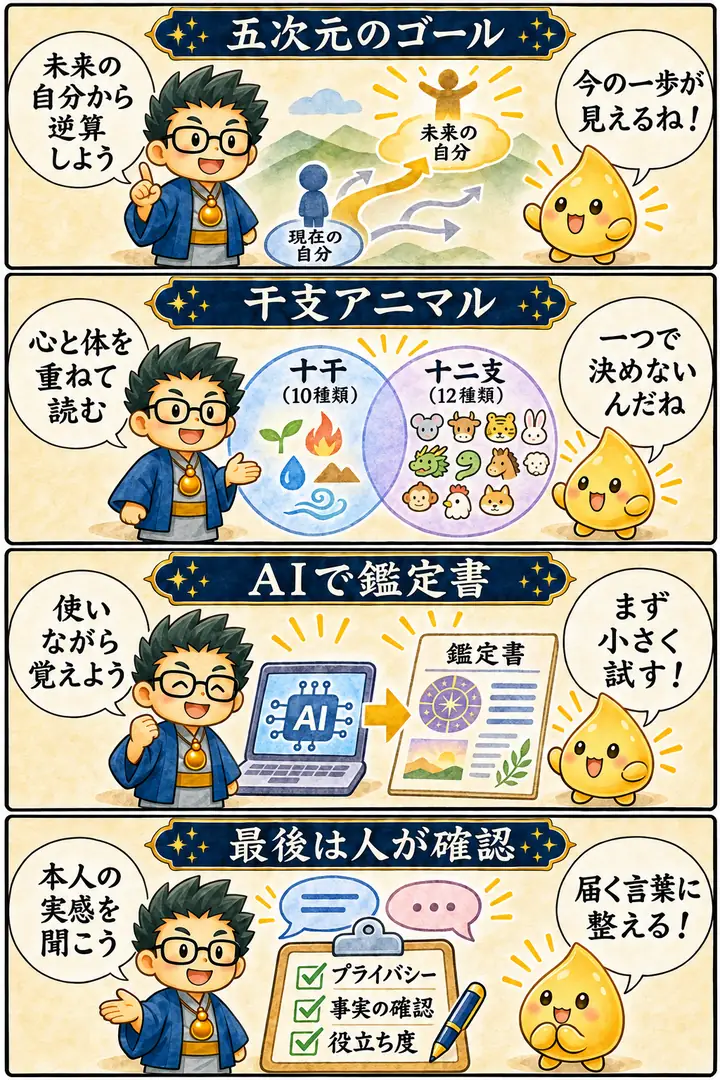 五次元のゴール
未来の
自分から
逆算
しよう
未来の
自分
現在の
自分
今の一歩が
見えるね！
干支アニマル
心と体を
重ねて
読む
十干
(10種類)
十二支
(12種類)
一つで
決めない
んだね
AIで鑑定書
使い
ながら
覚えよう
AI
鑑定書
まず
小さく
試す！
最後は人が確認
本人の
実感を
聞こう
プライバシー
事実の確認
役立ち度
届く言葉に
整える！